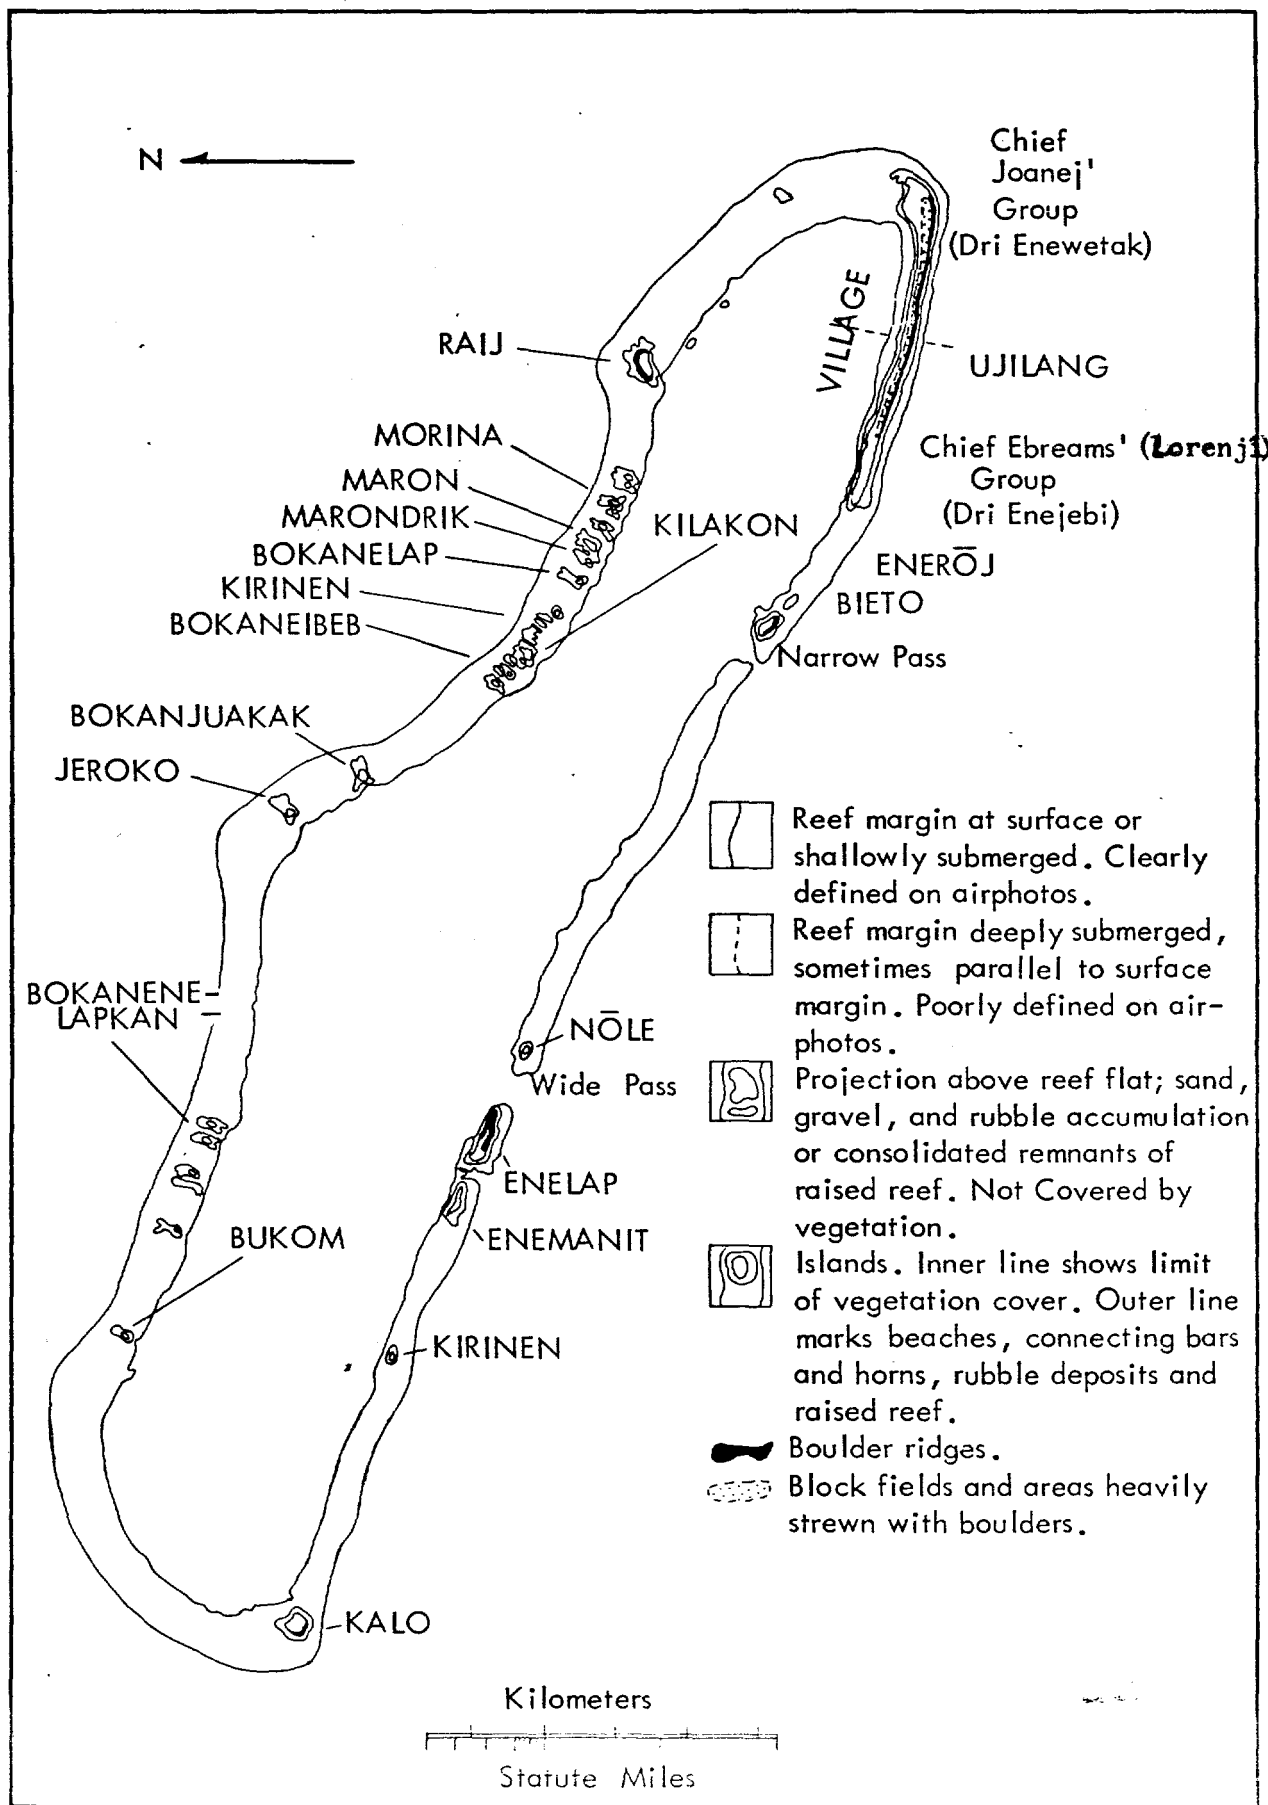 N
Chief
Joanej'
Group
(Dri Enewetak)
VILLAGE
RAIJ
UJILANG
MORINA
Chief Ebreams' (Lorenji)
Group
(Dri Enejebi)
MARON
MARONDRIK
KILAKON
BOKANELAP
ENERŌJ
KIRINEN
BIETO
BOKANEIBEB
Narrow Pass
BOKANJUAKAK
JEROKO
Reef margin at surface or
shallowly submerged. Clearly
defined on airphotos.
Reef margin deeply submerged,
sometimes parallel to surface
margin. Poorly defined on air-
photos.
BOKANENE-
LAPKAN
NŌLE
Wide Pass
Projection above reef flat; sand,
gravel, and rubble accumulation
or consolidated remnants of
raised reef. Not Covered by
vegetation.
ENELAP
ENEMANIT
BUKOM
Islands. Inner line shows limit
of vegetation cover. Outer line
marks beaches, connecting bars
and horns, rubble deposits and
raised reef.
KIRINEN
Boulder ridges.
Block fields and areas heavily
strewn with boulders.
KALO
Kilometers
Statute Miles